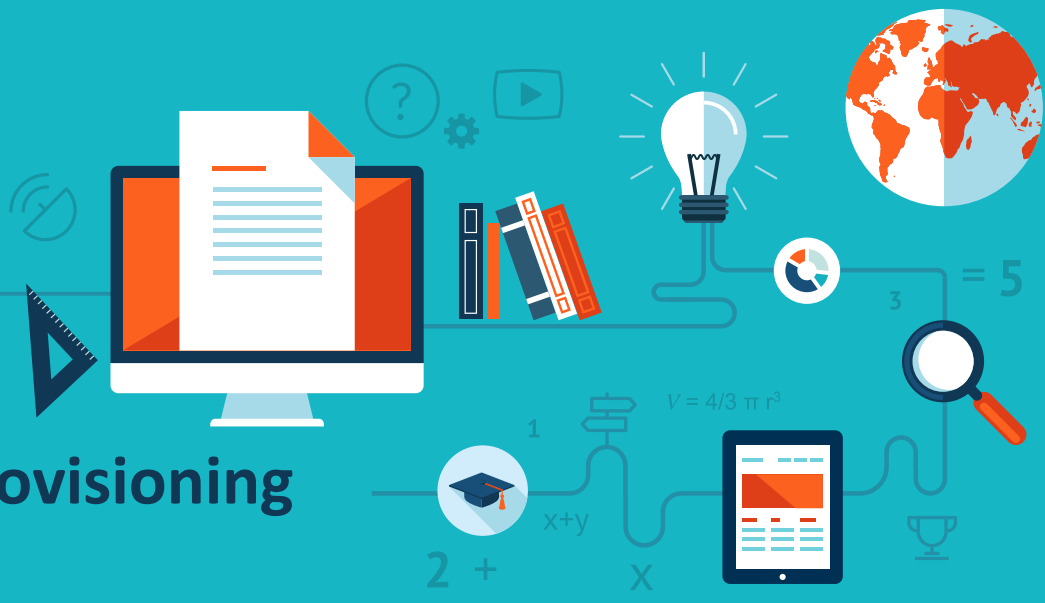 ?
= 5
3
V = 4/3 π r³
1
ovisioning
x+y
2 +
X